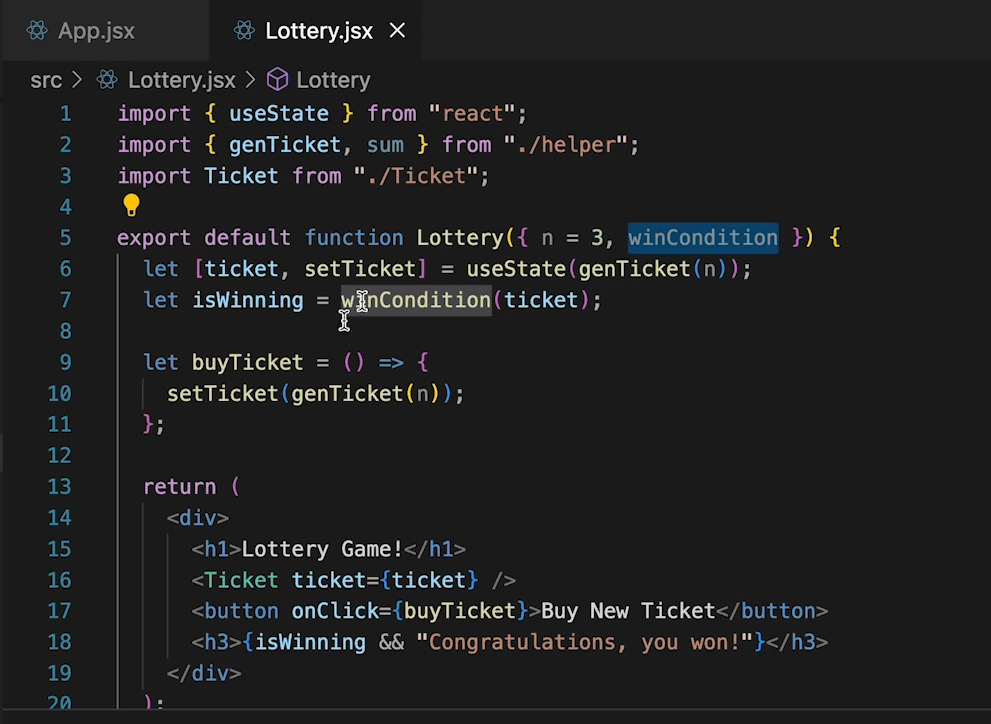 App.jsx Lottery.jsx ×
src > Lottery.jsx > Lottery
1 import { useState } from "react";
2 import { genTicket, sum } from "./helper";
3 import Ticket from "./Ticket";
4
5 export default function Lottery({ n = 3, winCondition }) {
6 let [ticket, setTicket] = useState(genTicket(n));
7 let isWinning = winCondition(ticket);
8
9 let buyTicket = () => {
10 setTicket(genTicket(n));
11 };
12
13 return (
14 <div>
15 <h1>Lottery Game!</h1>
16 <Ticket ticket={ticket} />
17 <button onClick={buyTicket}>Buy New Ticket</button>
18 <h3>{isWinning && "Congratulations, you won!"}</h3>
19 </div>
20 );